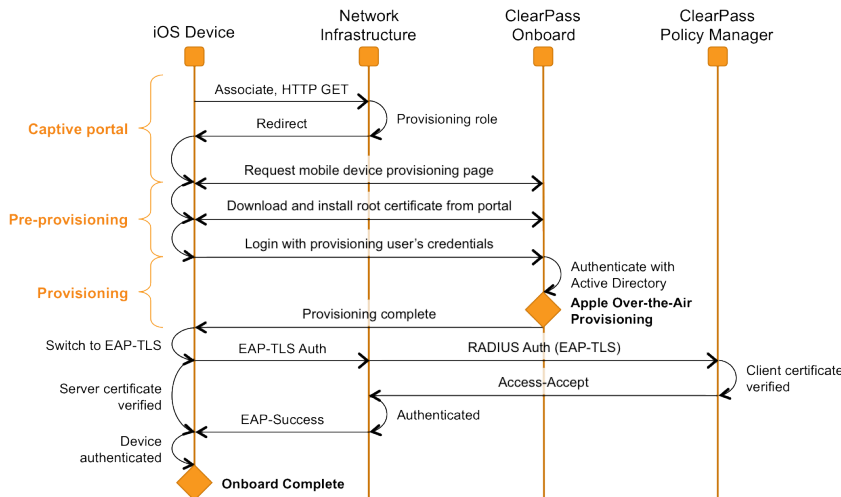 iOS Device
Network
Infrastructure
ClearPass
Onboard
ClearPass
Policy Manager
Associate, HTTP GET
Provisioning role
Captive portal
Redirect
Request mobile device provisioning page
Download and install root certificate from portal
Pre-provisioning
Login with provisioning user's credentials
Authenticate with
Active Directory
Provisioning
Apple Over-the-Air
Provisioning
Provisioning complete
Switch to EAP-TLS
EAP-TLS Auth
RADIUS Auth (EAP-TLS)
Client certificate
verified
Server certificate
verified
Access-Accept
Authenticated
EAP-Success
Device
authenticated
Onboard Complete